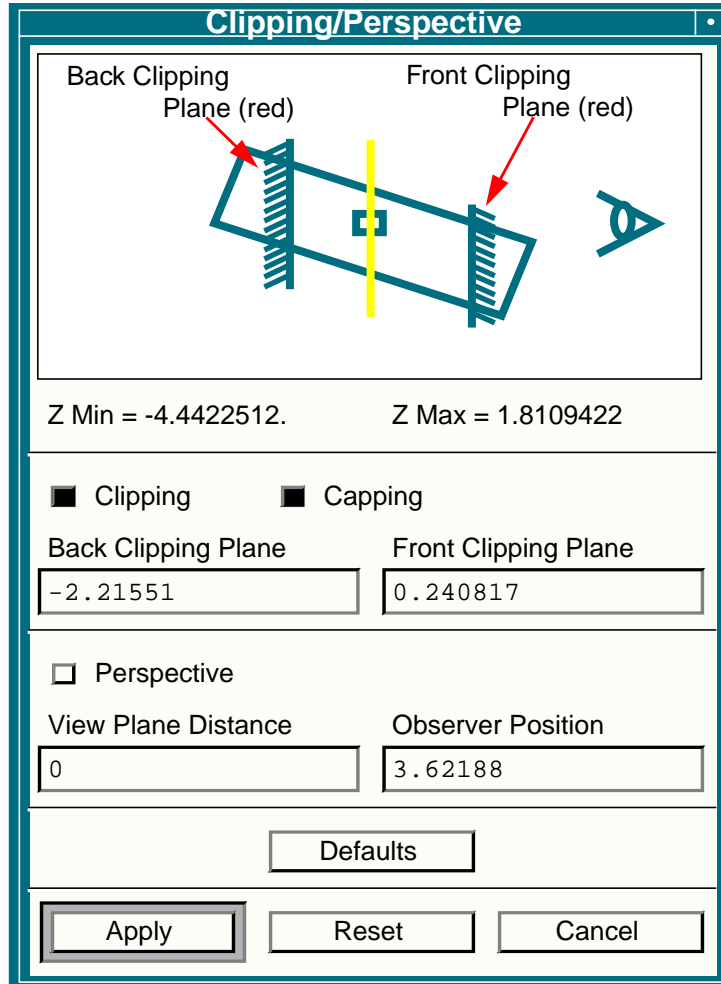 Clipping/Perspective
Back Clipping
Plane (red)
Front Clipping
Plane (red)
Z Min = -4.4422512.
Z Max = 1.8109422
Clipping
Capping
Back Clipping Plane
Front Clipping Plane
-2.21551
0.240817
Perspective
View Plane Distance
Observer Position
0
3.62188
Defaults
Apply
Reset
Cancel